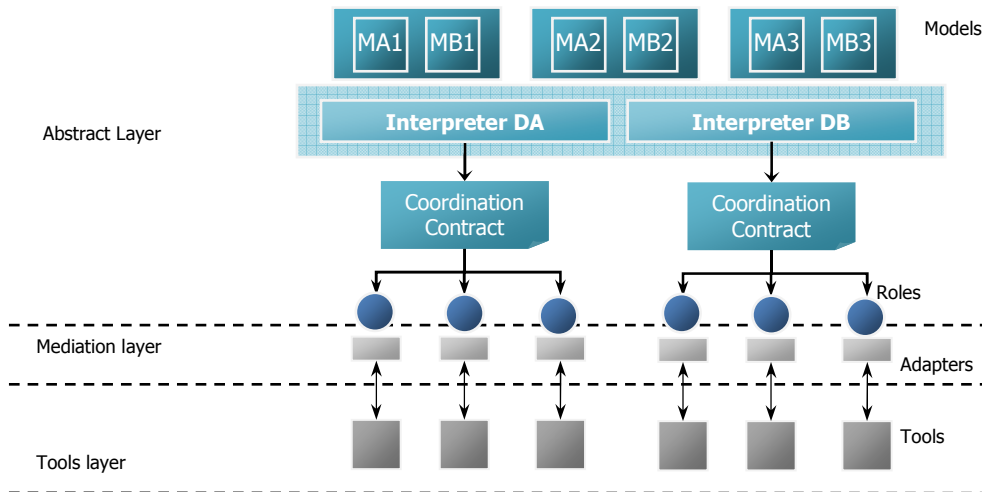 MA1 MB1 MA2 MB2 MA3 MB3 Models
Interpreter DA Interpreter DB
Abstract Layer
Coordination
Contract
Coordination
Contract
Roles
Mediation layer
Adapters
Tools
Tools layer